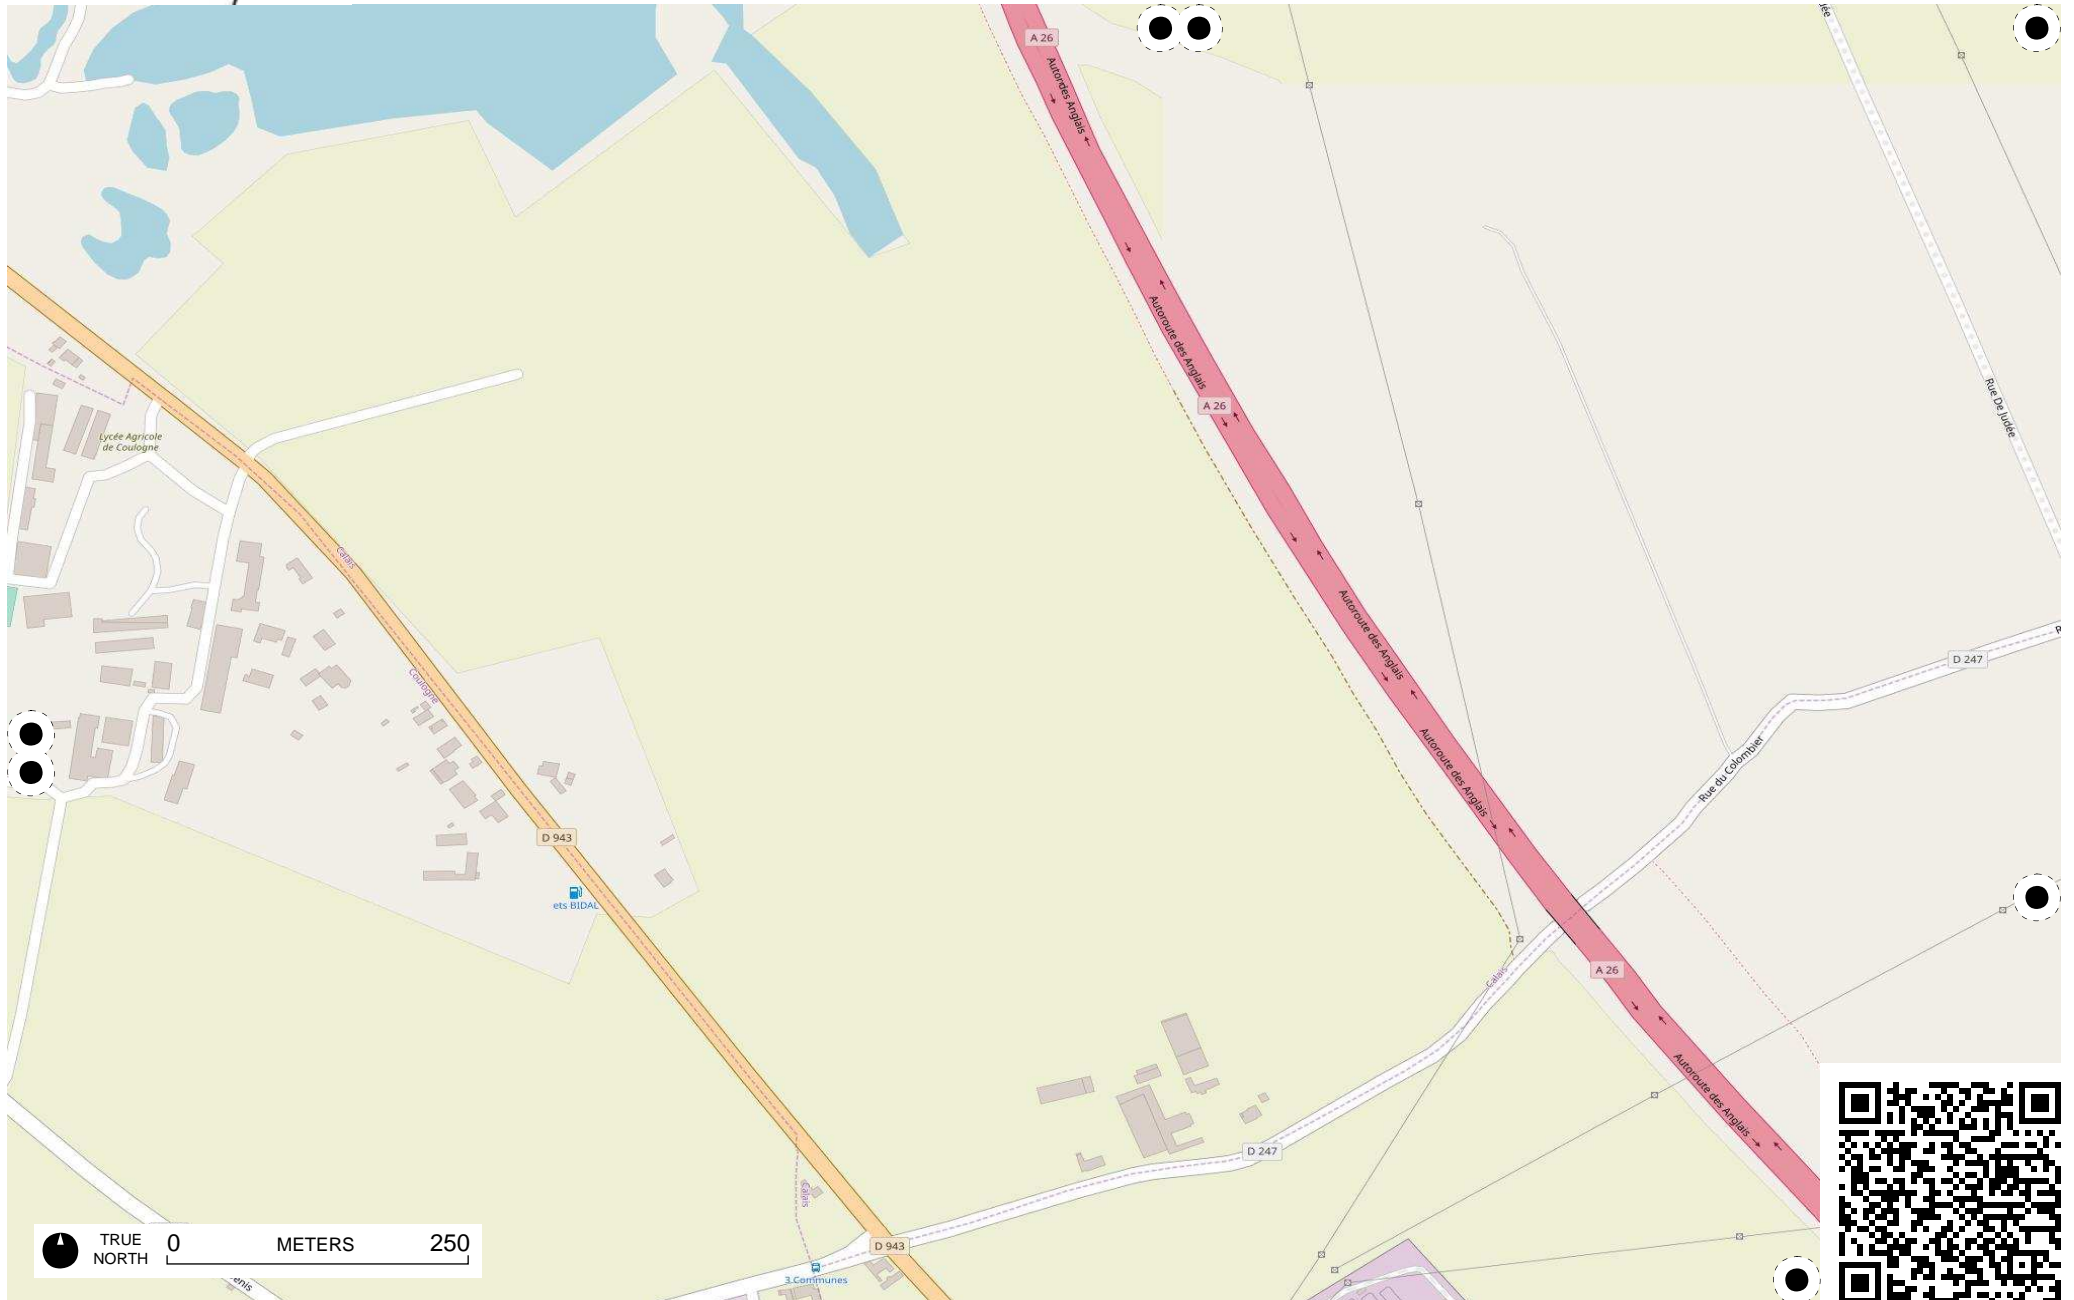 A 26
Autoroute des Anglais
Autoroute des Anglais
A 26
Rue De Judée
Lycée Agricole
de Coulogne
Calais
Autoroute des Anglais
D 247
Coulogne
Autoroute des Anglais
Rue du Colombier
D 943
ets BIDAL
A 26
Calais
Autoroute des Anglais
D 247
Calais
TRUE
NORTH
0 METERS 250
D 943
3 Communes